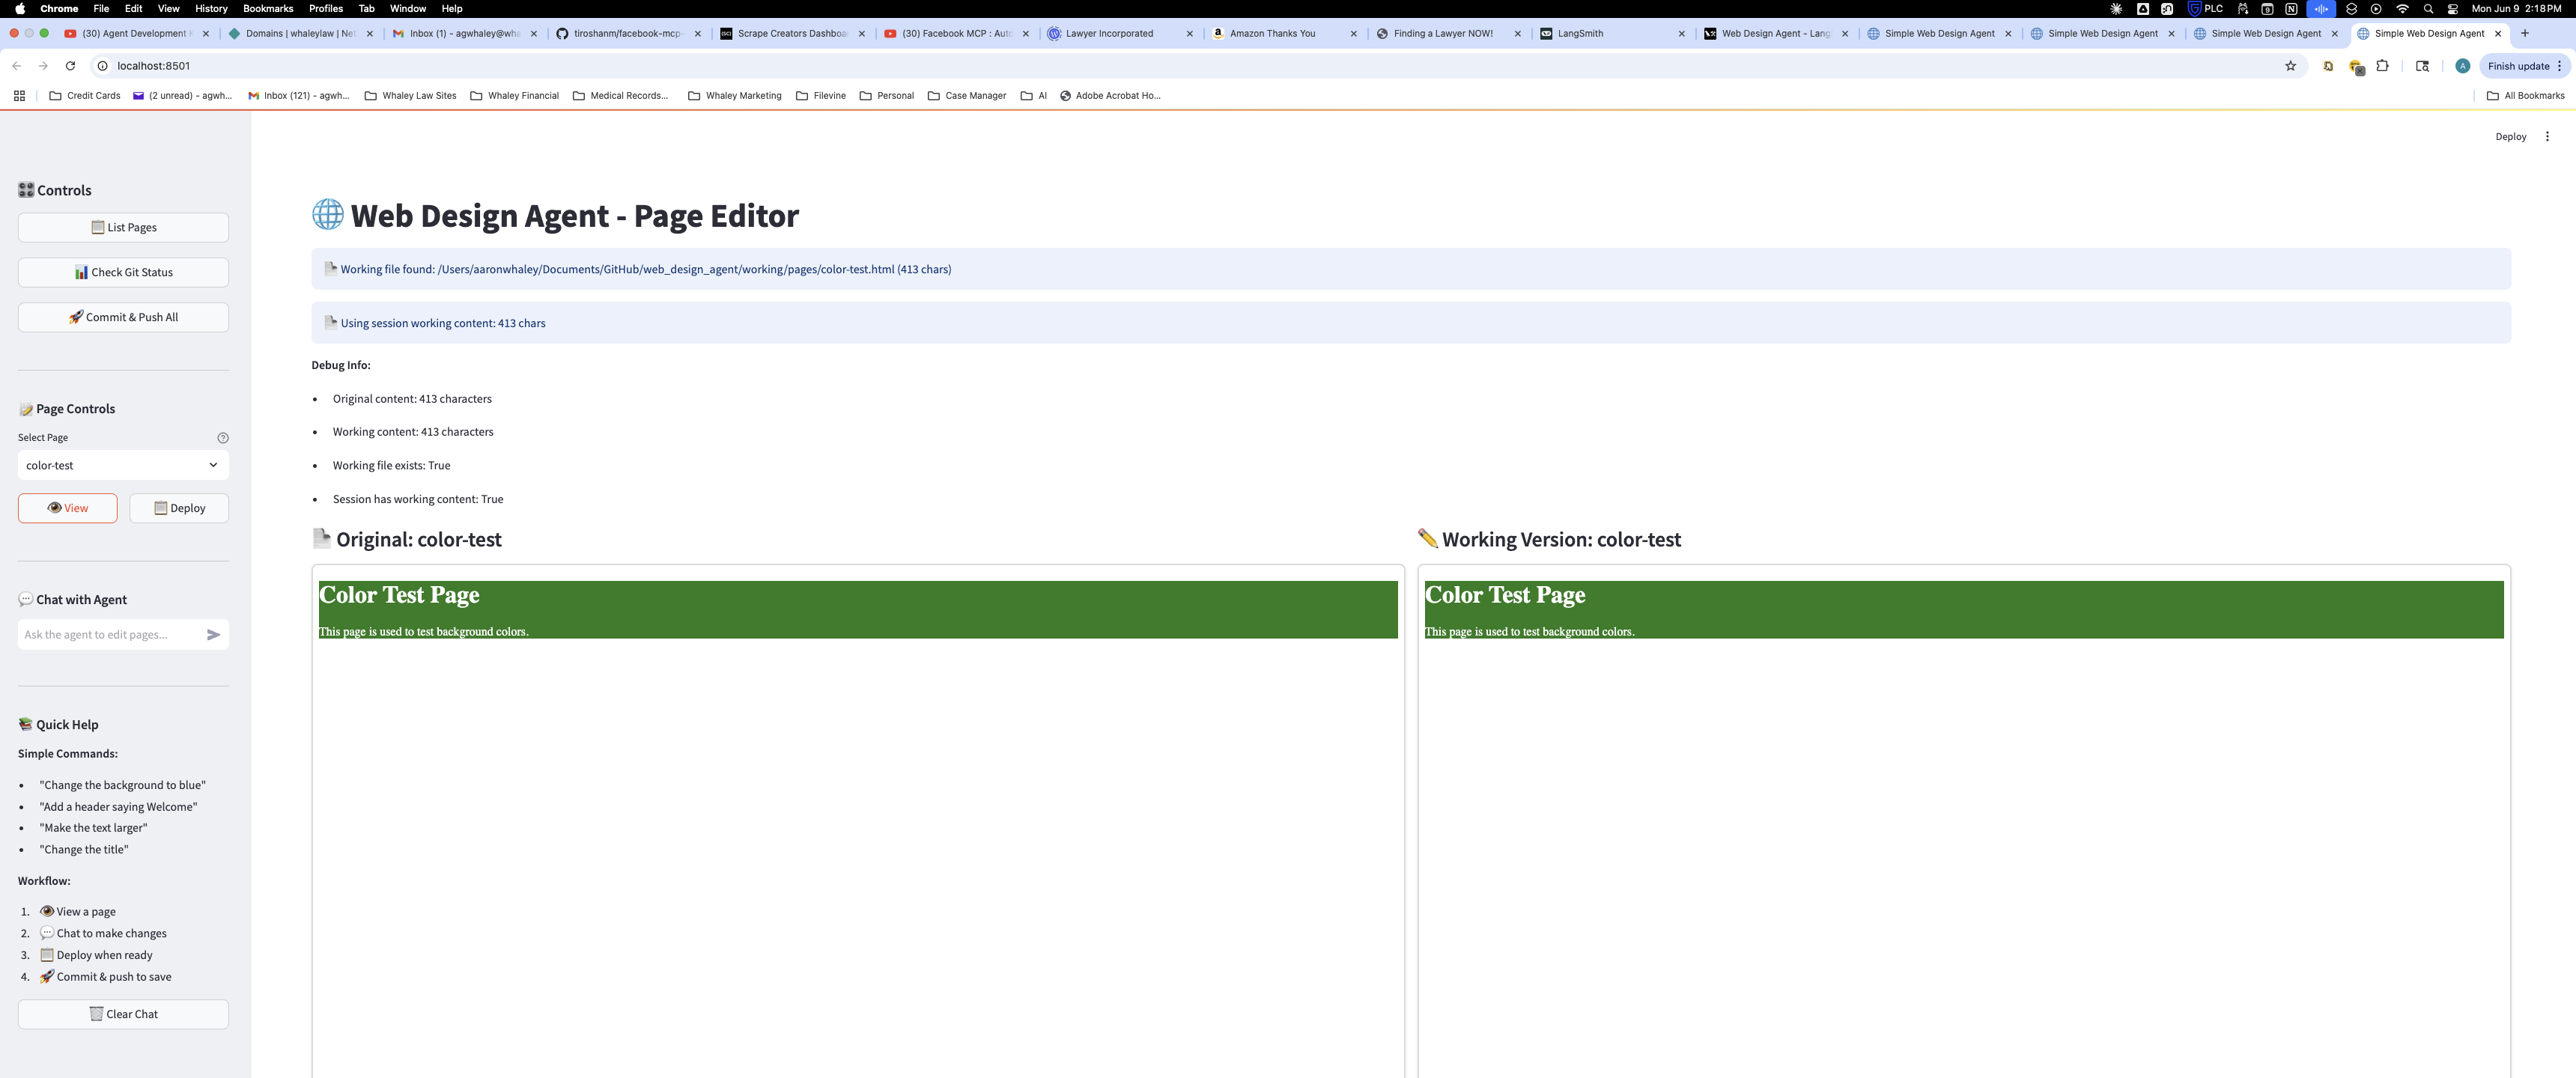 Chrome File Edit View History Bookmarks Profiles Tab Window Help PLC 9 Mon Jun 9 2:18 PM
(30) Agent Development Domains | whaleylaw | Net Inbox (1) - agwhaley@wha tiroshanm/facebook-mcp- Scrape Creators Dashboa (30) Facebook MCP : Auto Lawyer Incorporated Amazon Thanks You Finding a Lawyer NOW! LangSmith Web Design Agent - Lang Simple Web Design Agent Simple Web Design Agent Simple Web Design Agent Simple Web Design Agent
localhost:8501 A Finish update
Credit Cards (2 unread) - agwh... Inbox (121) - agwh... Whaley Law Sites Whaley Financial Medical Records... Whaley Marketing Filevine Personal Case Manager AI Adobe Acrobat Ho... All Bookmarks
Deploy
Controls
List Pages
Check Git Status
Commit & Push All
Page Controls
Select Page
color-test
View Deploy
Chat with Agent
Ask the agent to edit pages...
Quick Help
Simple Commands:
• "Change the background to blue"
• "Add a header saying Welcome"
• "Make the text larger"
• "Change the title"
Workflow:
1. View a page
2. Chat to make changes
3. Deploy when ready
4. Commit & push to save
Clear Chat
Web Design Agent - Page Editor
Working file found: /Users/aaronwhaley/Documents/GitHub/web_design_agent/working/pages/color-test.html (413 chars)
Using session working content: 413 chars
Debug Info:
• Original content: 413 characters
• Working content: 413 characters
• Working file exists: True
• Session has working content: True
Original: color-test
Color Test Page
This page is used to test background colors.
Working Version: color-test
Color Test Page
This page is used to test background colors.